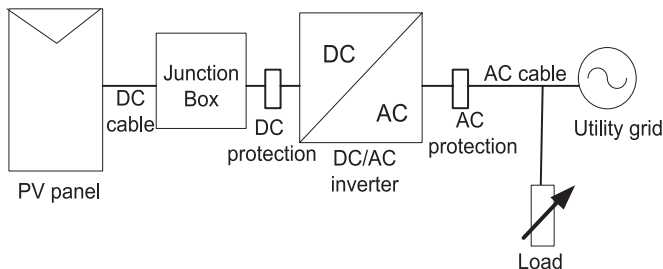 PV panel
DC
cable
Junction
Box
DC
protection
DC
AC
DC/AC
inverter
AC
protection
AC cable
Utility grid
Load